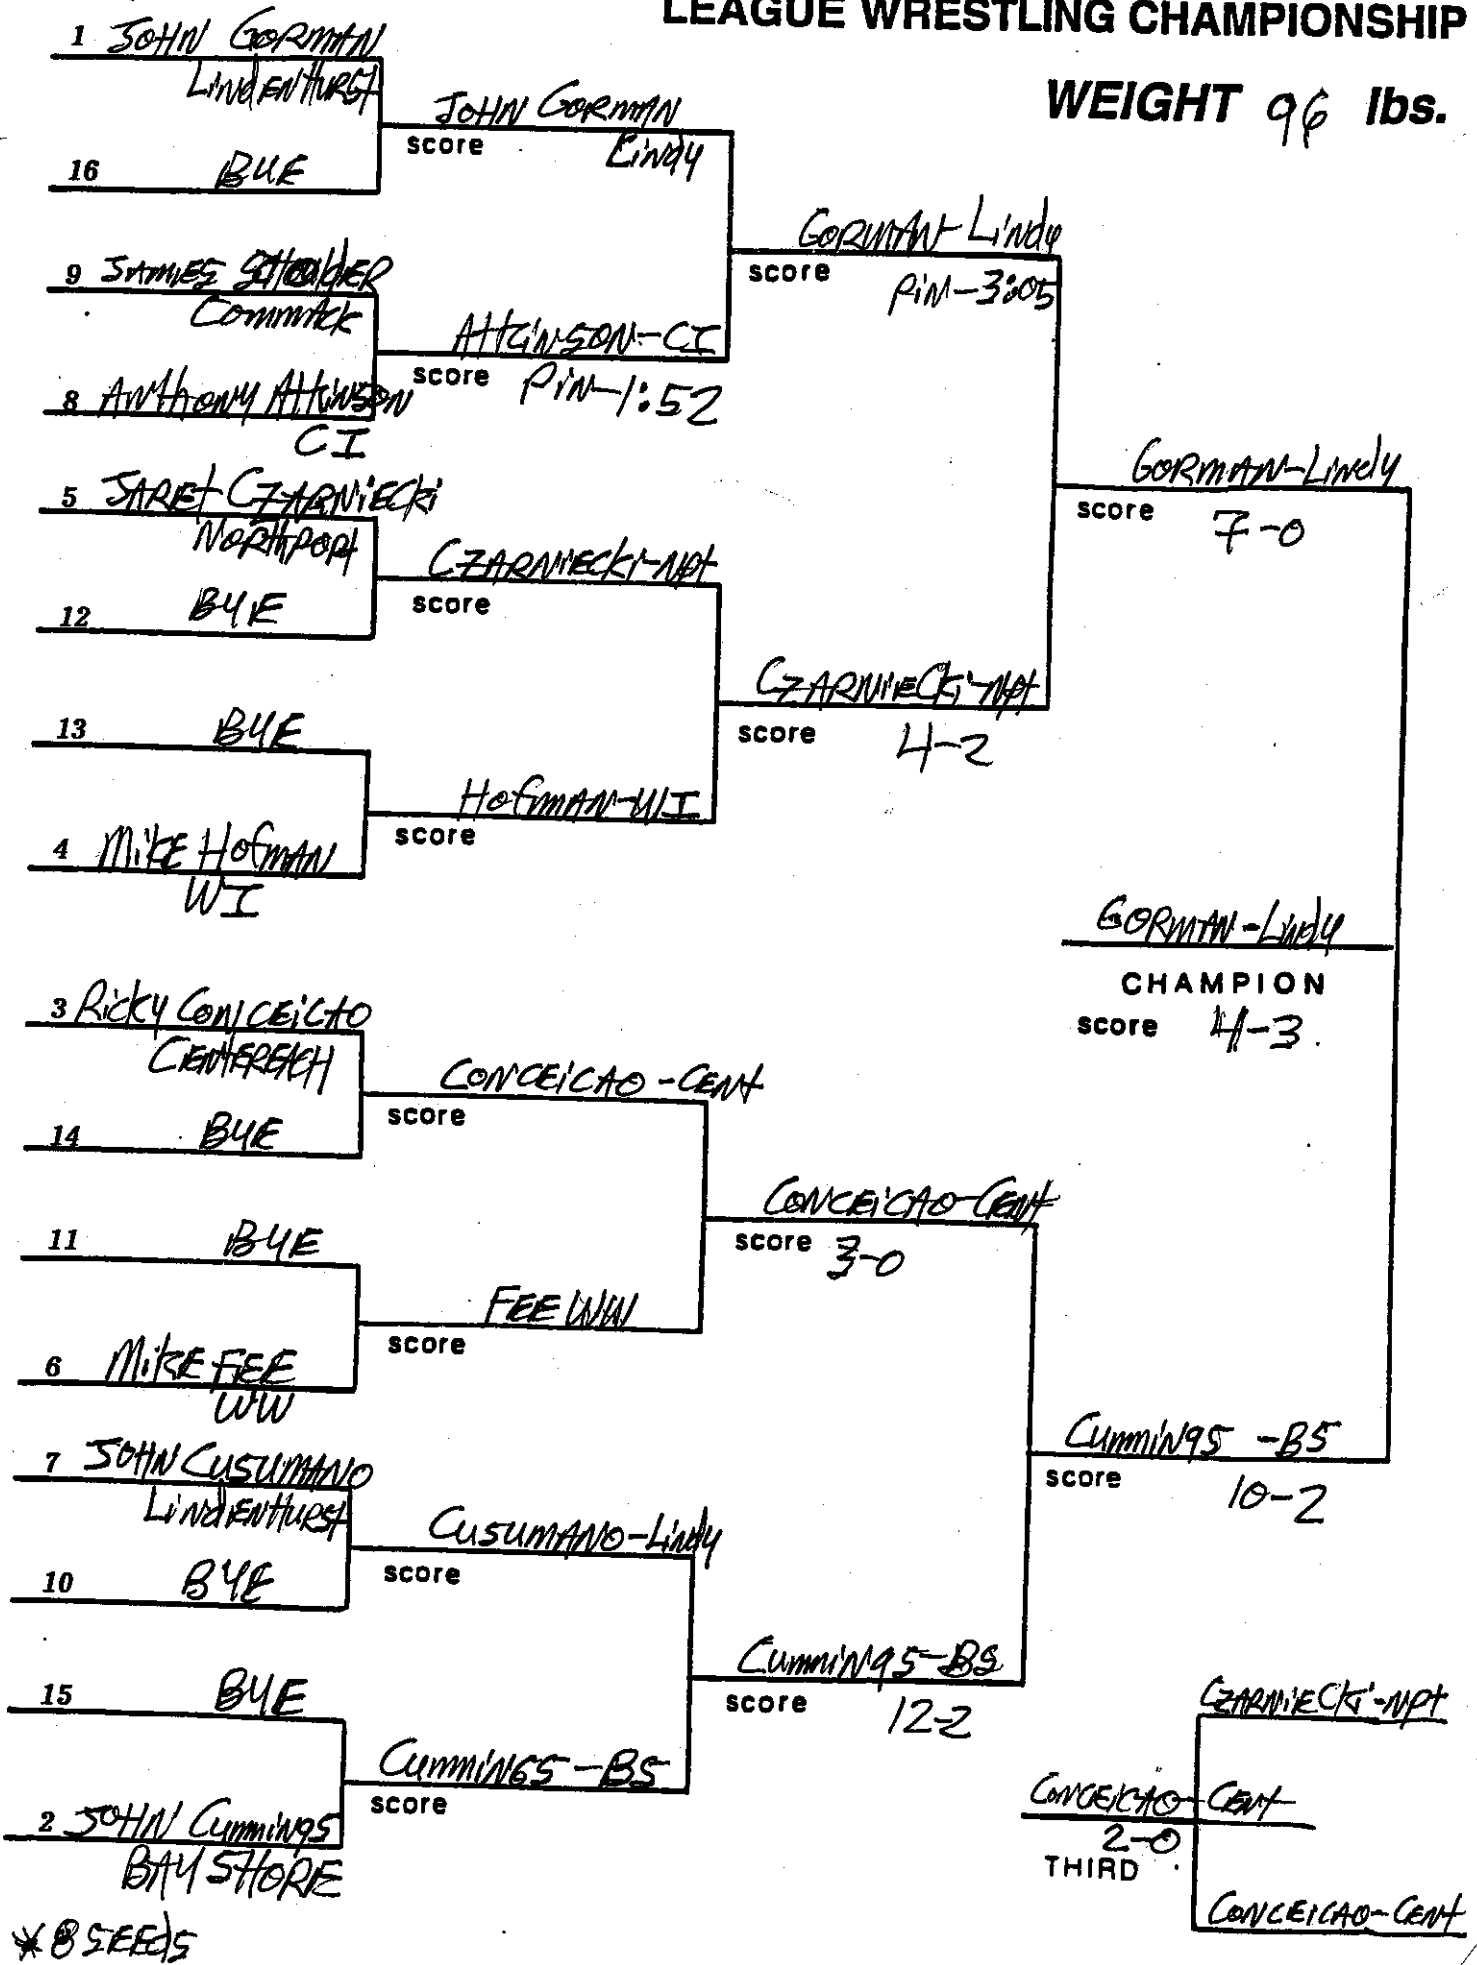 LEAGUE WRESTLING CHAMPIONSHIP
WEIGHT 96 lbs.
1 JOHN GORMAN
LINDENHURST
16 BYE
JOHN GORMAN
score
Lindy
9 JAMES
COMMACK
8 ANTHONY ATKINSON
CI
ATKINSON-CI
score PIN-1:52
GORMAN-Lindy
score PIN-3:05
5 JARET CZARNIECKI
NORTHPORT
12 BYE
CZARNIECKI-Npt
score
13 BYE
4 MIKE HOFMAN
WI
HOFMAN-WI
score
CZARNIECKI-Npt
score 4-2
GORMAN-Lindy
score 7-0
GORMAN-Lindy
CHAMPION
score 4-3
3 RICKY CONCEICAO
CENTEREACH
14 BYE
CONCEICAO-CENT
score
11 BYE
6 MIKE FEE
WW
FEE WW
score
CONCEICAO-CENT
score 3-0
7 JOHN CUSUMANO
LINDENHURST
10 BYE
CUSUMANO-Lindy
score
15 BYE
2 JOHN CUMMINGS
BAY SHORE
CUMMINGS-BS
score
CUMMINGS-BS
score 12-2
CUMMINGS -BS
score 10-2
CZARNIECKI-Npt
CONCEICAO-CENT
2-0
THIRD
CONCEICAO-CENT
*8 SEEdS